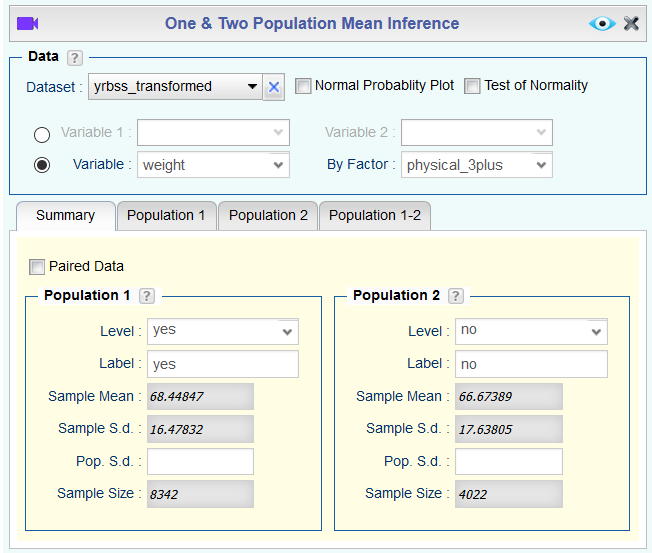 One & Two Population Mean Inference
Data ?
Dataset : yrbss_transformed Normal Probablity Plot Test of Normality
Variable 1 : Variable 2 :
Variable : weight By Factor : physical_3plus
Summary Population 1 Population 2 Population 1-2
Paired Data
Population 1 ? Population 2 ?
Level : yes Level : no
Label : yes Label : no
Sample Mean : 68.44847 Sample Mean : 66.67389
Sample S.d. : 16.47832 Sample S.d. : 17.63805
Pop. S.d. : Pop. S.d. :
Sample Size : 8342 Sample Size : 4022